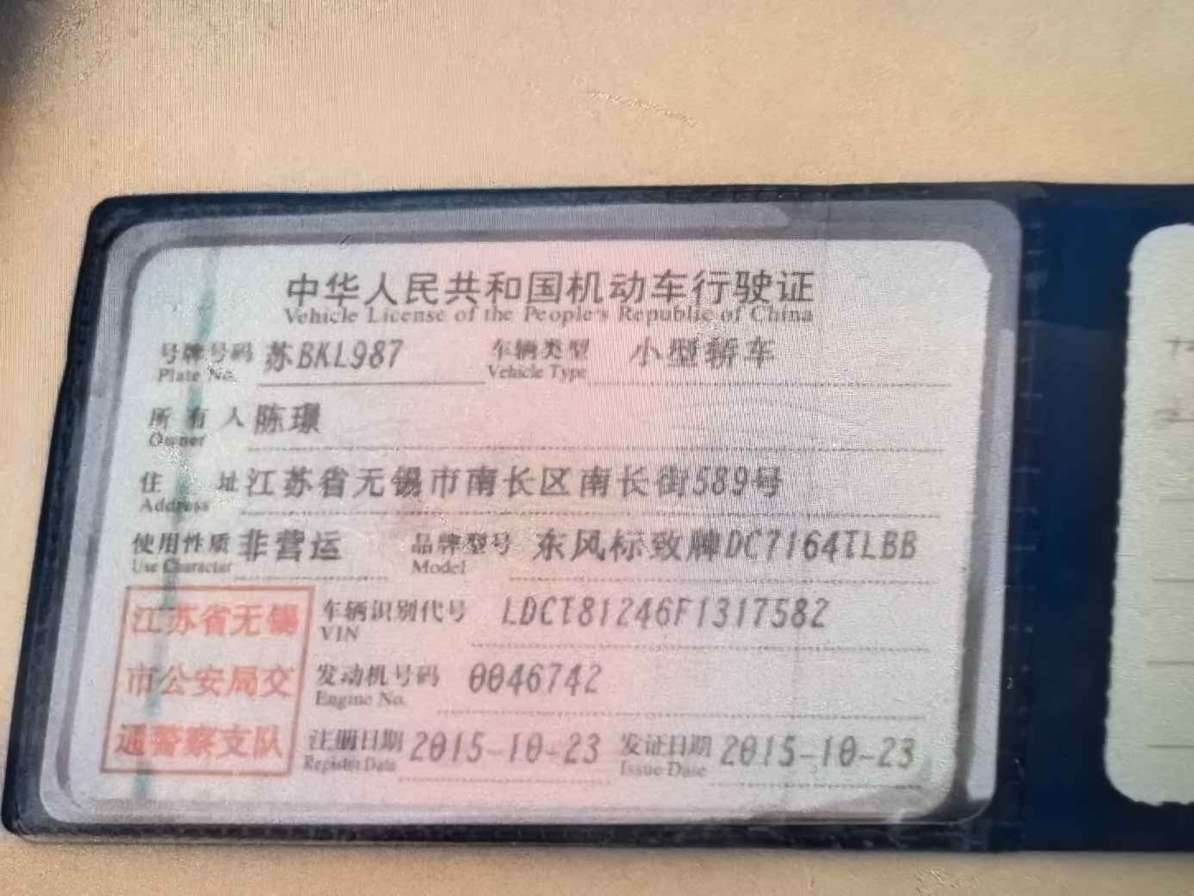 中华人民共和国机动车行驶证
Vehicle License of the People's Republic of China
号牌号码 苏BKL987 车辆类型 小型轿车
Plate No. Vehicle Type
所有人 陈璟
Owner
住址 江苏省无锡市南长区南长街589号
Address
使用性质 非营运 品牌型号 东风标致牌DC7164TLBB
Use Character Model
江苏省无锡
市公安局交
通警察支队
车辆识别代号 LDCT81246F1317582
VIN
发动机号码 0046742
Engine No.
注册日期 2015-10-23 发证日期 2015-10-23
Register Date Issue Date